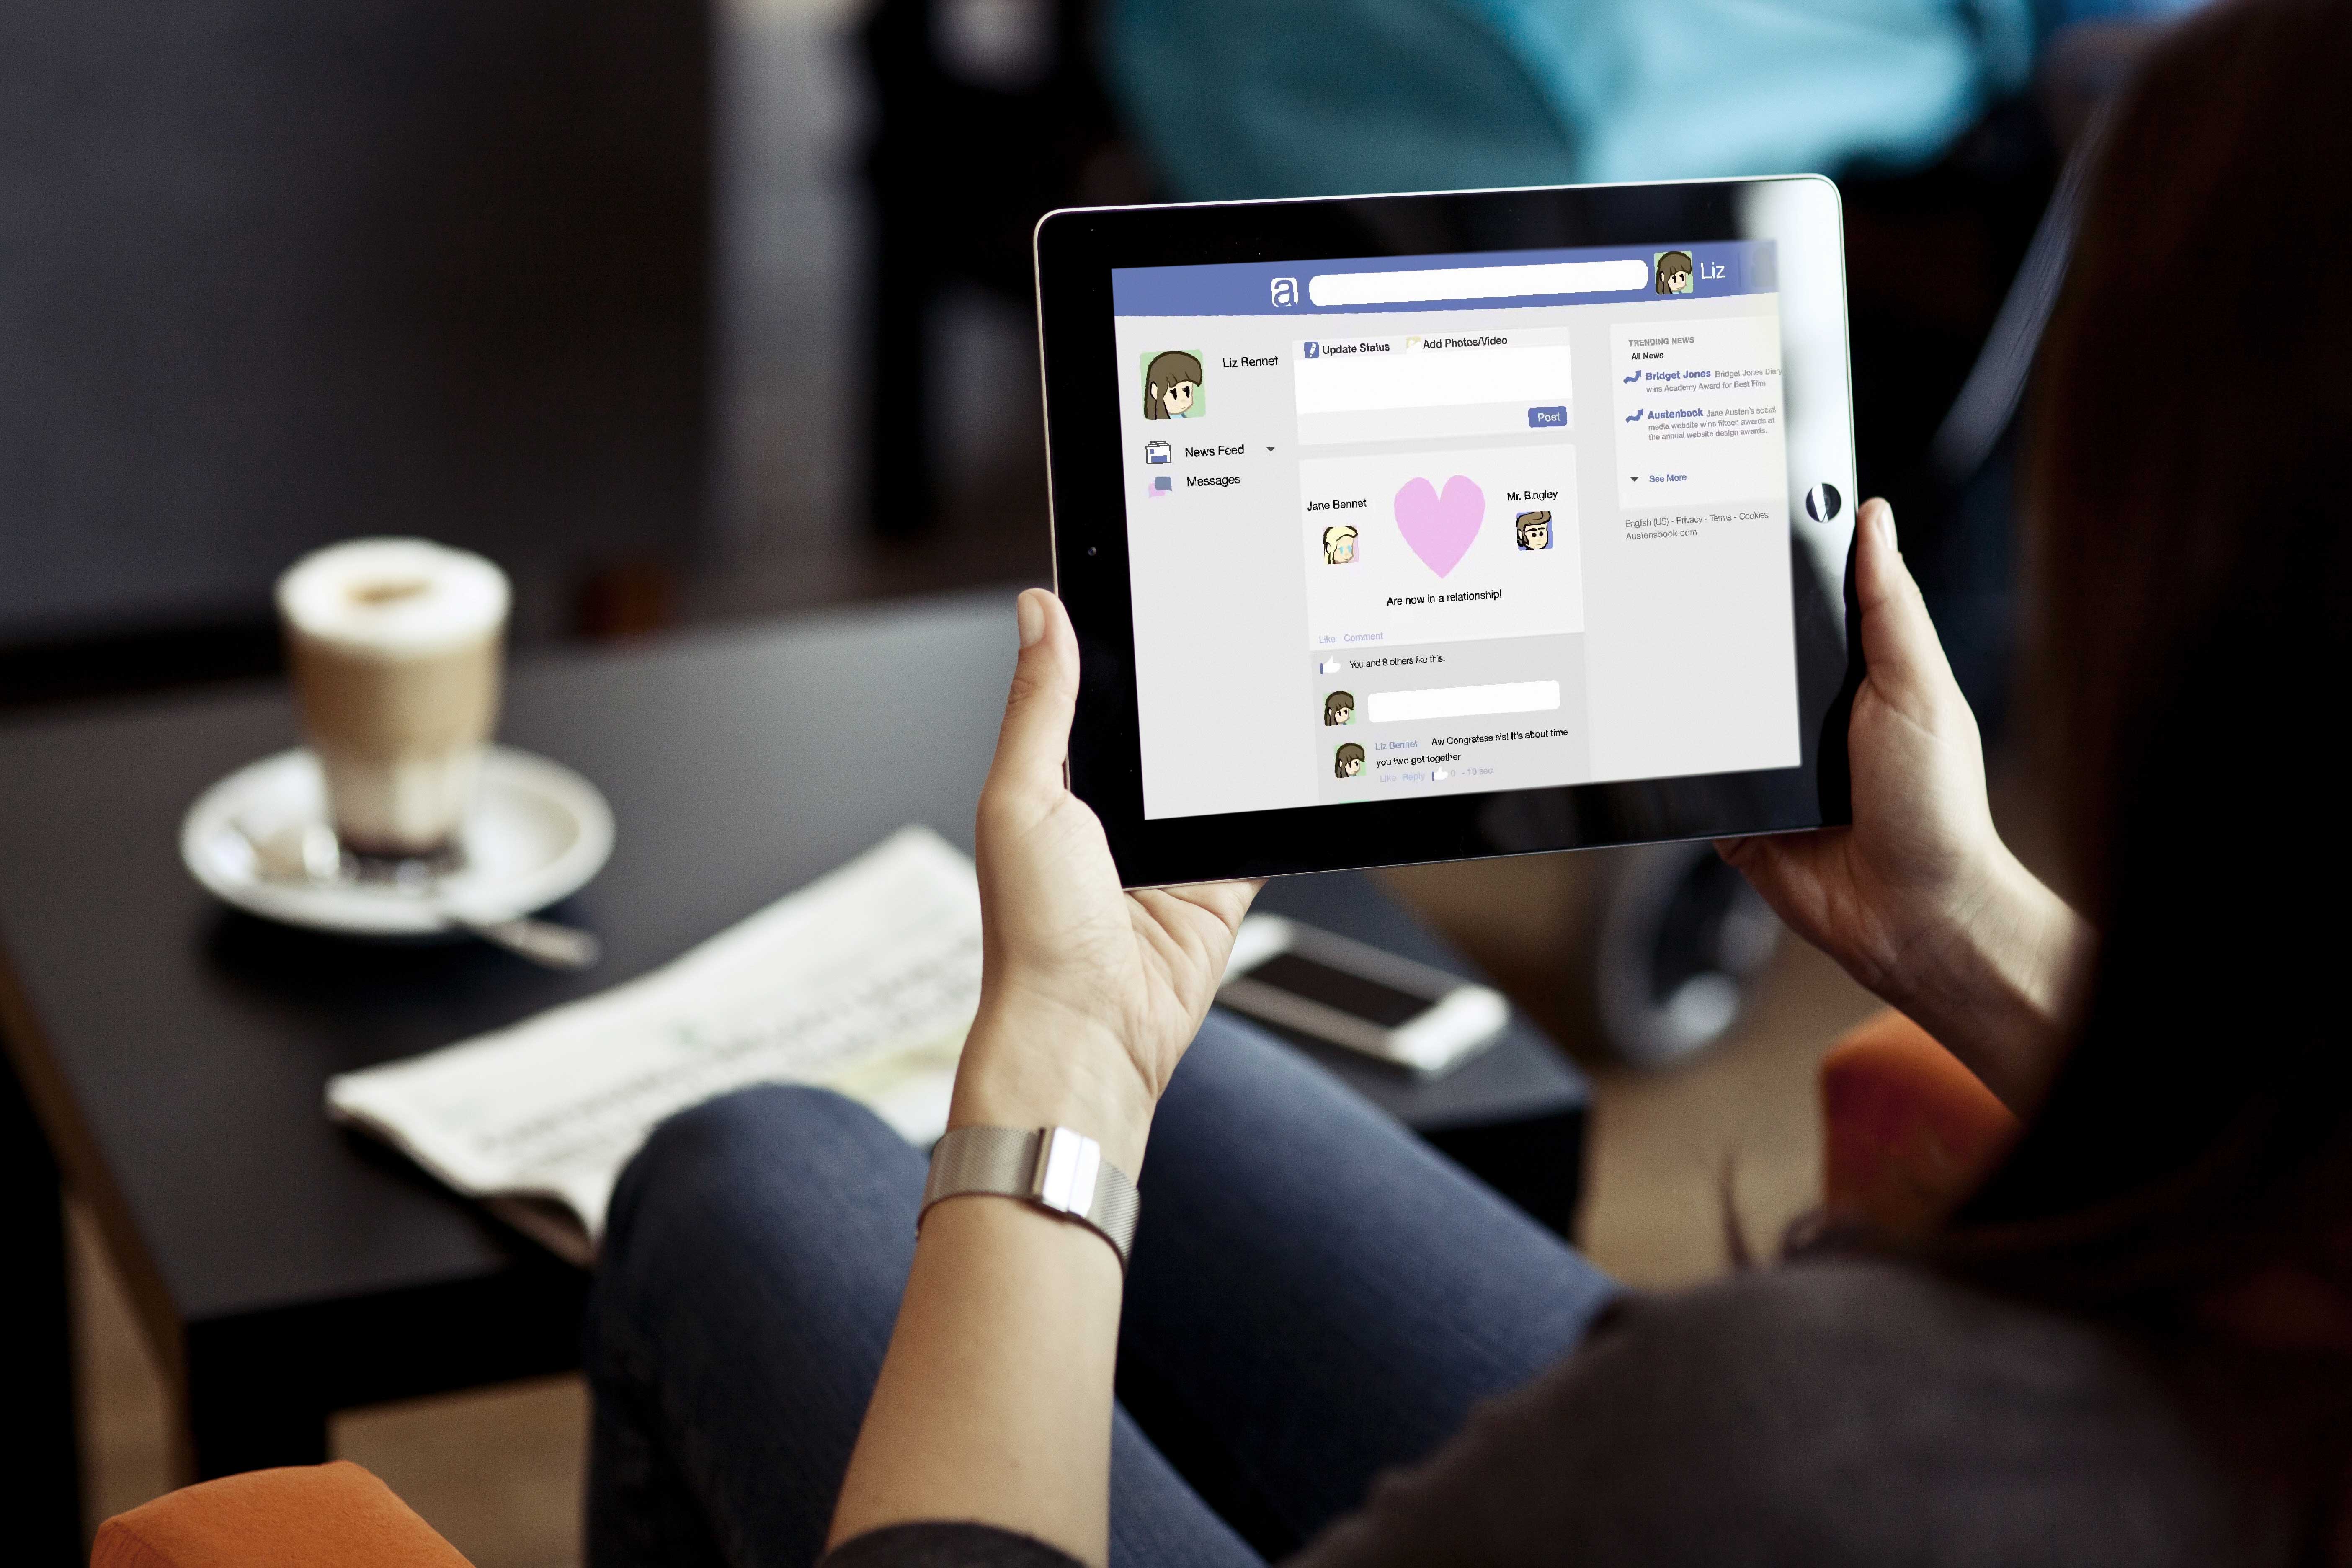 a
Liz
Liz Bennet
News Feed
Messages
Update Status Add Photos/Video
Post
Jane Bennet
Mr. Bingley
Are now in a relationship!
Like Comment
You and 8 others like this.
Liz Bennet Aw Congratsss sis! It's about time
you two got together
Like Reply 0 - 10 sec
TRENDING NEWS
All News
Bridget Jones Bridget Jones Diary
wins Academy Award for Best Film
Austenbook Jane Austen's social
media website wins fifteen awards at
the annual website design awards.
See More
English (US) - Privacy - Terms - Cookies
Austensbook.com